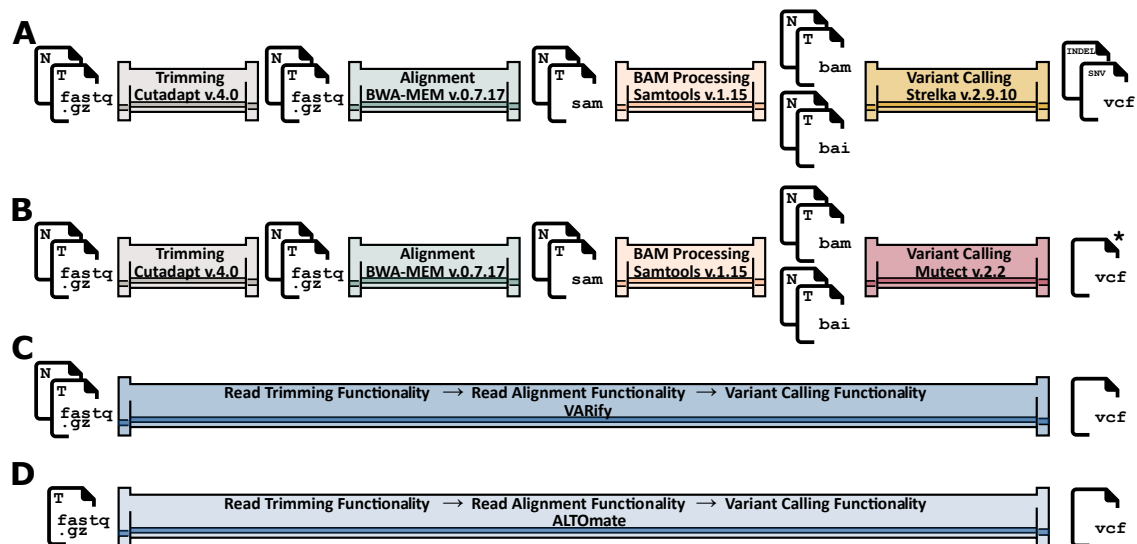 A
N
T
fastq
.gz
Trimming
Cutadapt v.4.0
N
T
fastq
.gz
Alignment
BWA-MEM v.0.7.17
N
T
sam
BAM Processing
Samtools v.1.15
N
T
bam
N
T
bai
Variant Calling
Strelka v.2.9.10
INDEL
SNV
vcf
B
N
T
fastq
.gz
Trimming
Cutadapt v.4.0
N
T
fastq
.gz
Alignment
BWA-MEM v.0.7.17
N
T
sam
BAM Processing
Samtools v.1.15
N
T
bam
N
T
bai
Variant Calling
Mutect v.2.2
*
vcf
C
N
T
fastq
.gz
Read Trimming Functionality → Read Alignment Functionality → Variant Calling Functionality
VARify
vcf
D
T
fastq
.gz
Read Trimming Functionality → Read Alignment Functionality → Variant Calling Functionality
ALTOmate
vcf